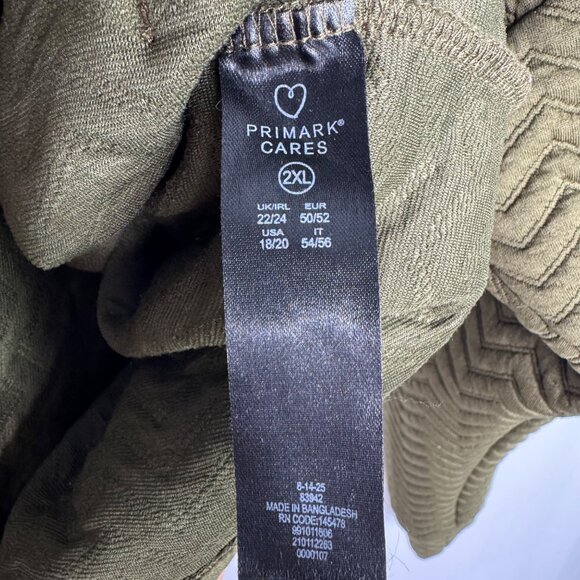 PRIMARK®
CARES
2XL
UK/IRL EUR
22/24 50/52
USA IT
18/20 54/56
8-14-25
83942
MADE IN BANGLADESH
RN CODE:145478
991011606
210112263
0000107